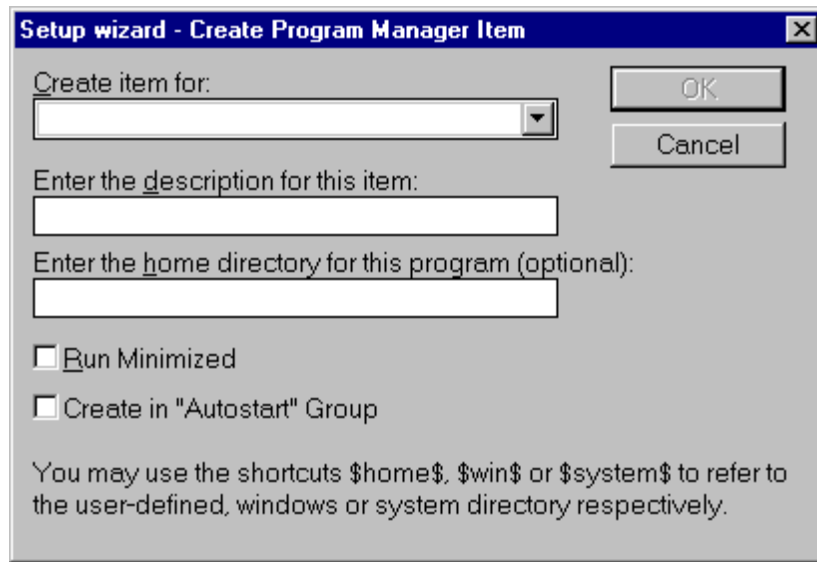 Setup wizard - Create Program Manager Item
Create item for:
OK
Cancel
Enter the description for this item:
Enter the home directory for this program (optional):
Run Minimized
Create in "Autostart" Group
You may use the shortcuts $home$, $win$ or $system$ to refer to
the user-defined, windows or system directory respectively.